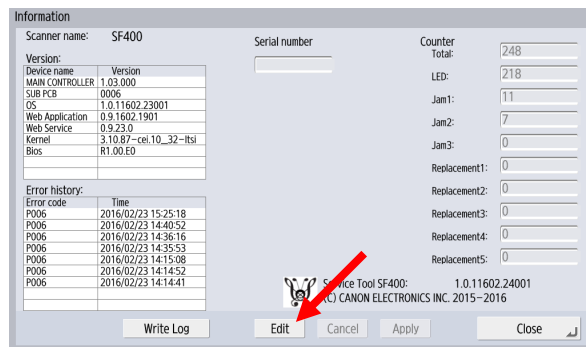 Information
Scanner name: SF400
Version:
Device name Version
MAIN CONTROLLER 1.03.000
SUB PCB 0006
OS 1.0.11602.23001
Web Application 0.9.1602.1901
Web Service 0.9.23.0
Kernel 3.10.87-cei.10__32-ltsi
Bios R1.00.E0
Error history:
Error code Time
P006 2016/02/23 15:25:18
P006 2016/02/23 14:40:52
P006 2016/02/23 14:36:16
P006 2016/02/23 14:35:53
P006 2016/02/23 14:15:08
P006 2016/02/23 14:14:52
P006 2016/02/23 14:14:41
Serial number
Counter
Total: 248
LED: 218
Jam1: 11
Jam2: 7
Jam3: 0
Replacement1: 0
Replacement2: 0
Replacement3: 0
Replacement4: 0
Replacement5: 0
Service Tool SF400: 1.0.11602.24001
(C) CANON ELECTRONICS INC. 2015-2016
Write Log Edit Cancel Apply Close